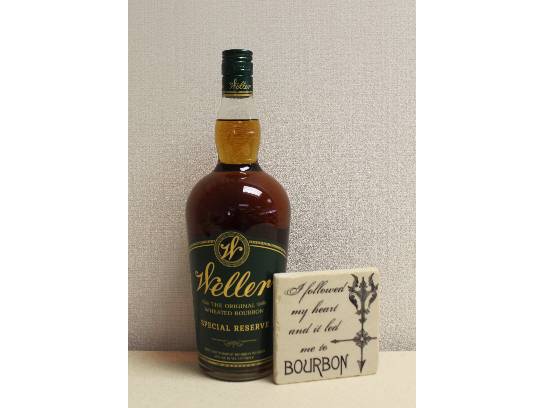 Weller
W
Weller
THE ORIGINAL
WHEATED BOURBON
SPECIAL RESERVE
I followed
my heart
and it led
me to
BOURBON